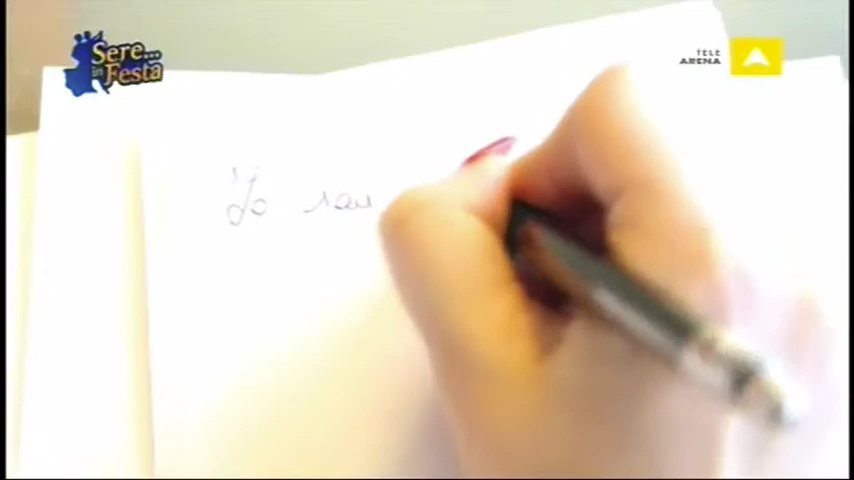 Sere...
in
Festa
TELE
ARENA
Io